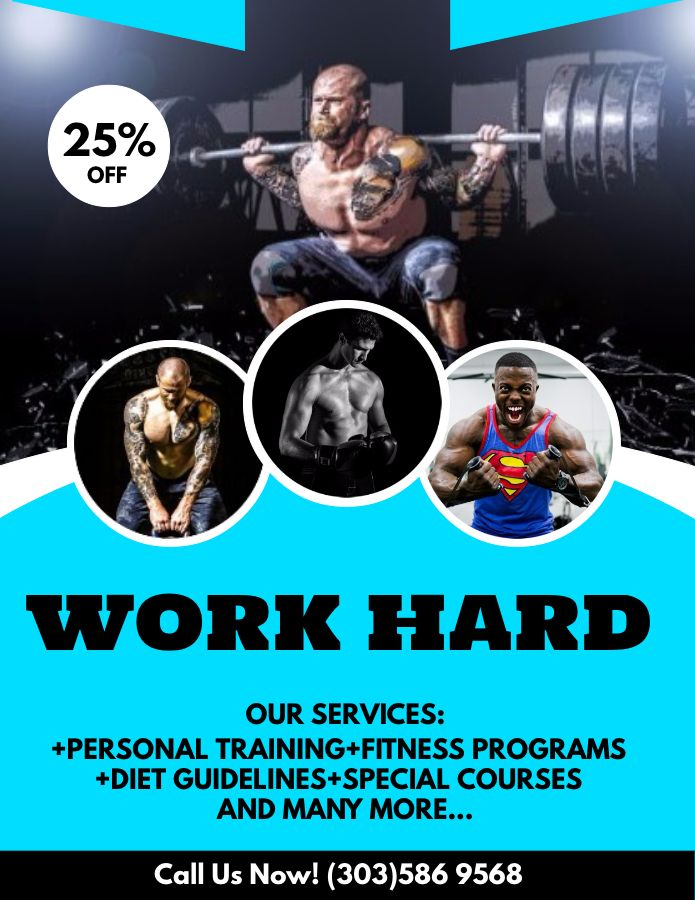 25%
OFF
WORK HARD
OUR SERVICES:
+PERSONAL TRAINING+FITNESS PROGRAMS
+DIET GUIDELINES+SPECIAL COURSES
AND MANY MORE...
Call Us Now! (303)586 9568